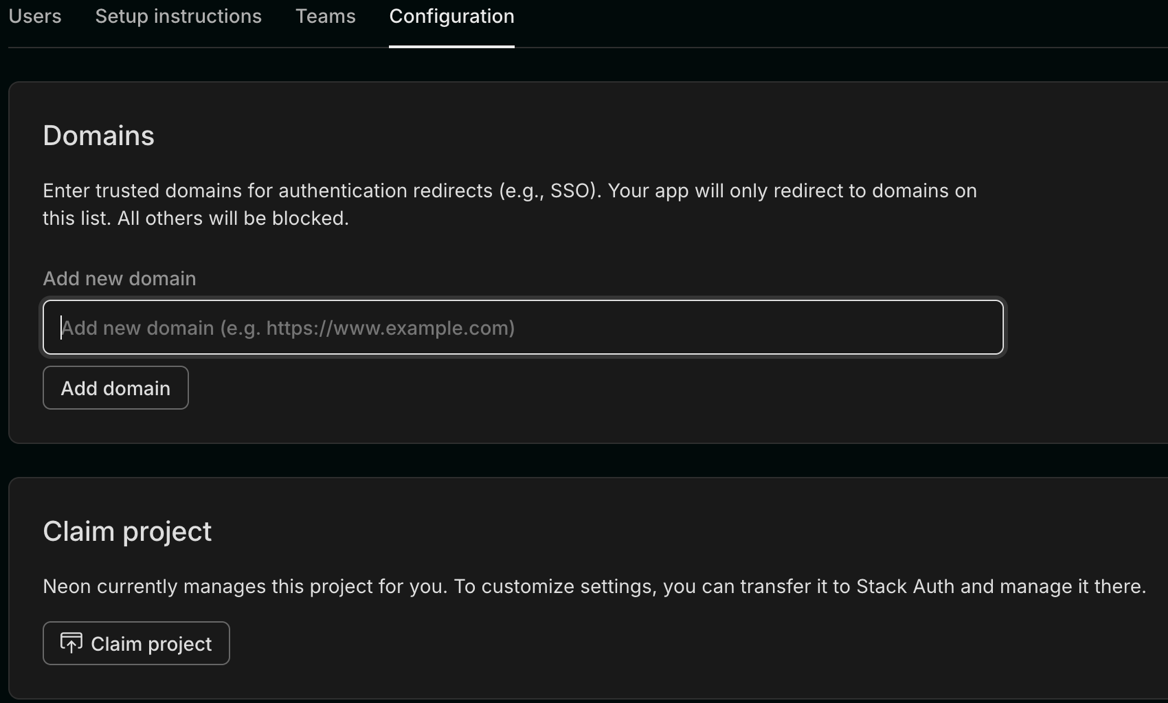 Users Setup instructions Teams Configuration
Domains
Enter trusted domains for authentication redirects (e.g., SSO). Your app will only redirect to domains on
this list. All others will be blocked.
Add new domain
Add new domain (e.g. https://www.example.com)
Add domain
Claim project
Neon currently manages this project for you. To customize settings, you can transfer it to Stack Auth and manage it there.
Claim project